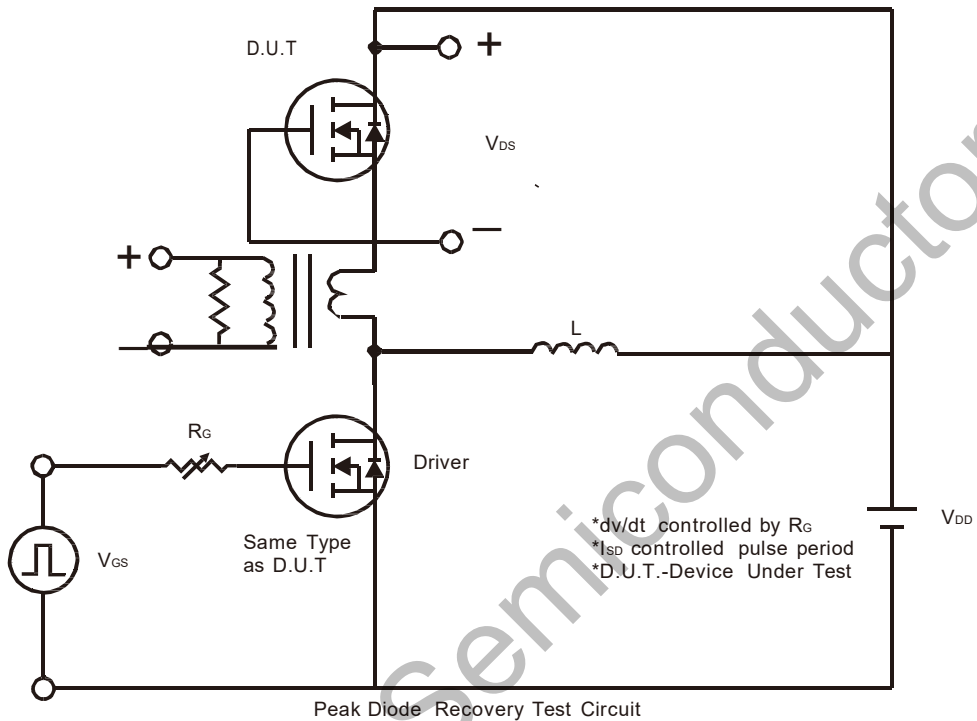 D.U.T
+
VDS
—
+
—
L
RG
Driver
VGS
Same Type
as D.U.T
*dv/dt controlled by RG
*ISD controlled pulse period
*D.U.T.-Device Under Test
VDD
Semiconductor
Peak Diode Recovery Test Circuit